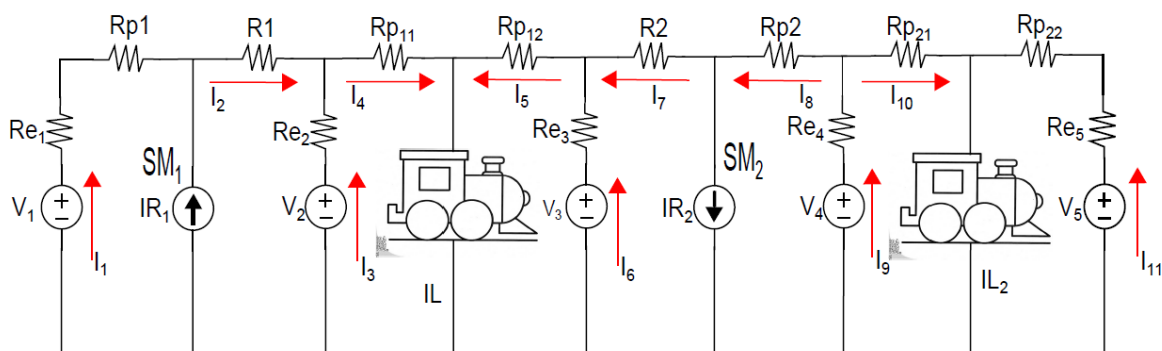 Rp1
R1
Rp₁₁
Rp₁₂
R2
Rp2
Rp₂₁
Rp₂₂
I₂
I₄
I₅
I₇
I₈
I₁₀
Re₁
Re₂
Re₃
Re₄
Re₅
SM₁
SM₂
V₁
+
−
IR₁
V₂
+
−
V₃
+
−
IR₂
V₄
+
−
V₅
+
−
I₁
I₃
I₆
I₉
I₁₁
IL
IL₂